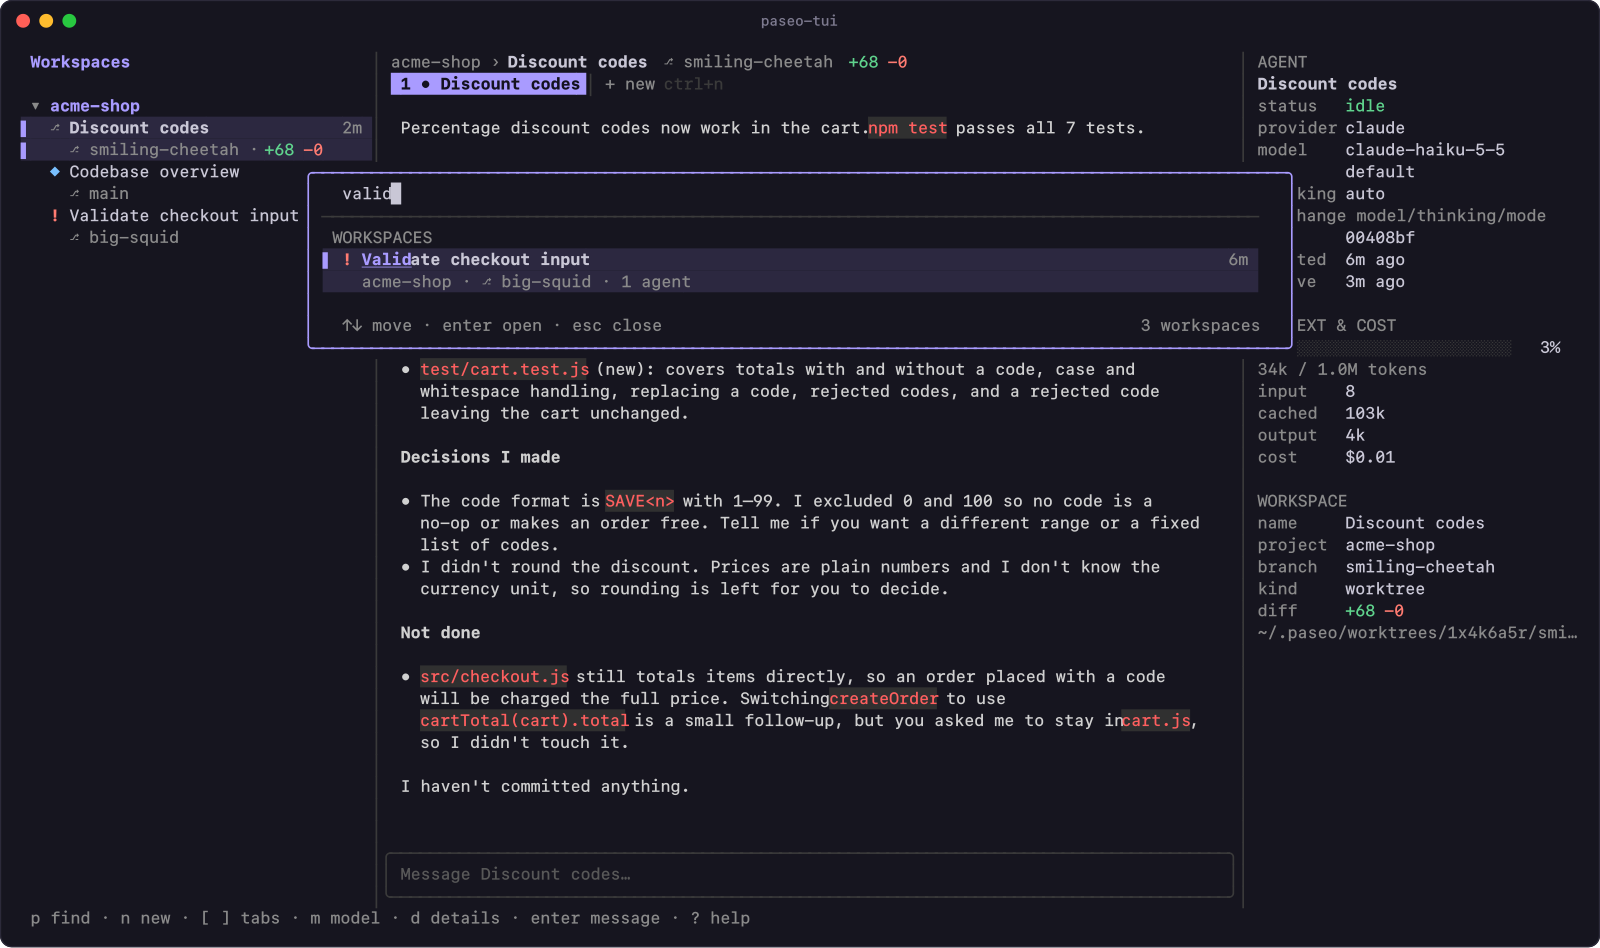 paseo-tui
Workspaces
▾ acme-shop
Discount codes 2m
smiling-cheetah · +68 −0
◆ Codebase overview
main
! Validate checkout input
big-squid
acme-shop › Discount codes smiling-cheetah +68 −0
1 ● Discount codes + new ctrl+n
Percentage discount codes now work in the cart. npm test passes all 7 tests.
valid
WORKSPACES
! Validate checkout input 6m
acme-shop · big-squid · 1 agent
↑↓ move · enter open · esc close 3 workspaces
● test/cart.test.js (new): covers totals with and without a code, case and
whitespace handling, replacing a code, rejected codes, and a rejected code
leaving the cart unchanged.
Decisions I made
● The code format is SAVE<n> with 1–99. I excluded 0 and 100 so no code is a
no-op or makes an order free. Tell me if you want a different range or a fixed
list of codes.
● I didn't round the discount. Prices are plain numbers and I don't know the
currency unit, so rounding is left for you to decide.
Not done
● src/checkout.js still totals items directly, so an order placed with a code
will be charged the full price. Switching createOrder to use
cartTotal(cart).total is a small follow-up, but you asked me to stay in cart.js,
so I didn't touch it.
I haven't committed anything.
Message Discount codes…
AGENT
Discount codes
status idle
provider claude
model claude-haiku-5-5
default
king auto
hange model/thinking/mode
00408bf
ted 6m ago
ve 3m ago
EXT & COST
3%
34k / 1.0M tokens
input 8
cached 103k
output 4k
cost $0.01
WORKSPACE
name Discount codes
project acme-shop
branch smiling-cheetah
kind worktree
diff +68 −0
~/.paseo/worktrees/1x4k6a5r/smi…
p find · n new · [ ] tabs · m model · d details · enter message · ? help